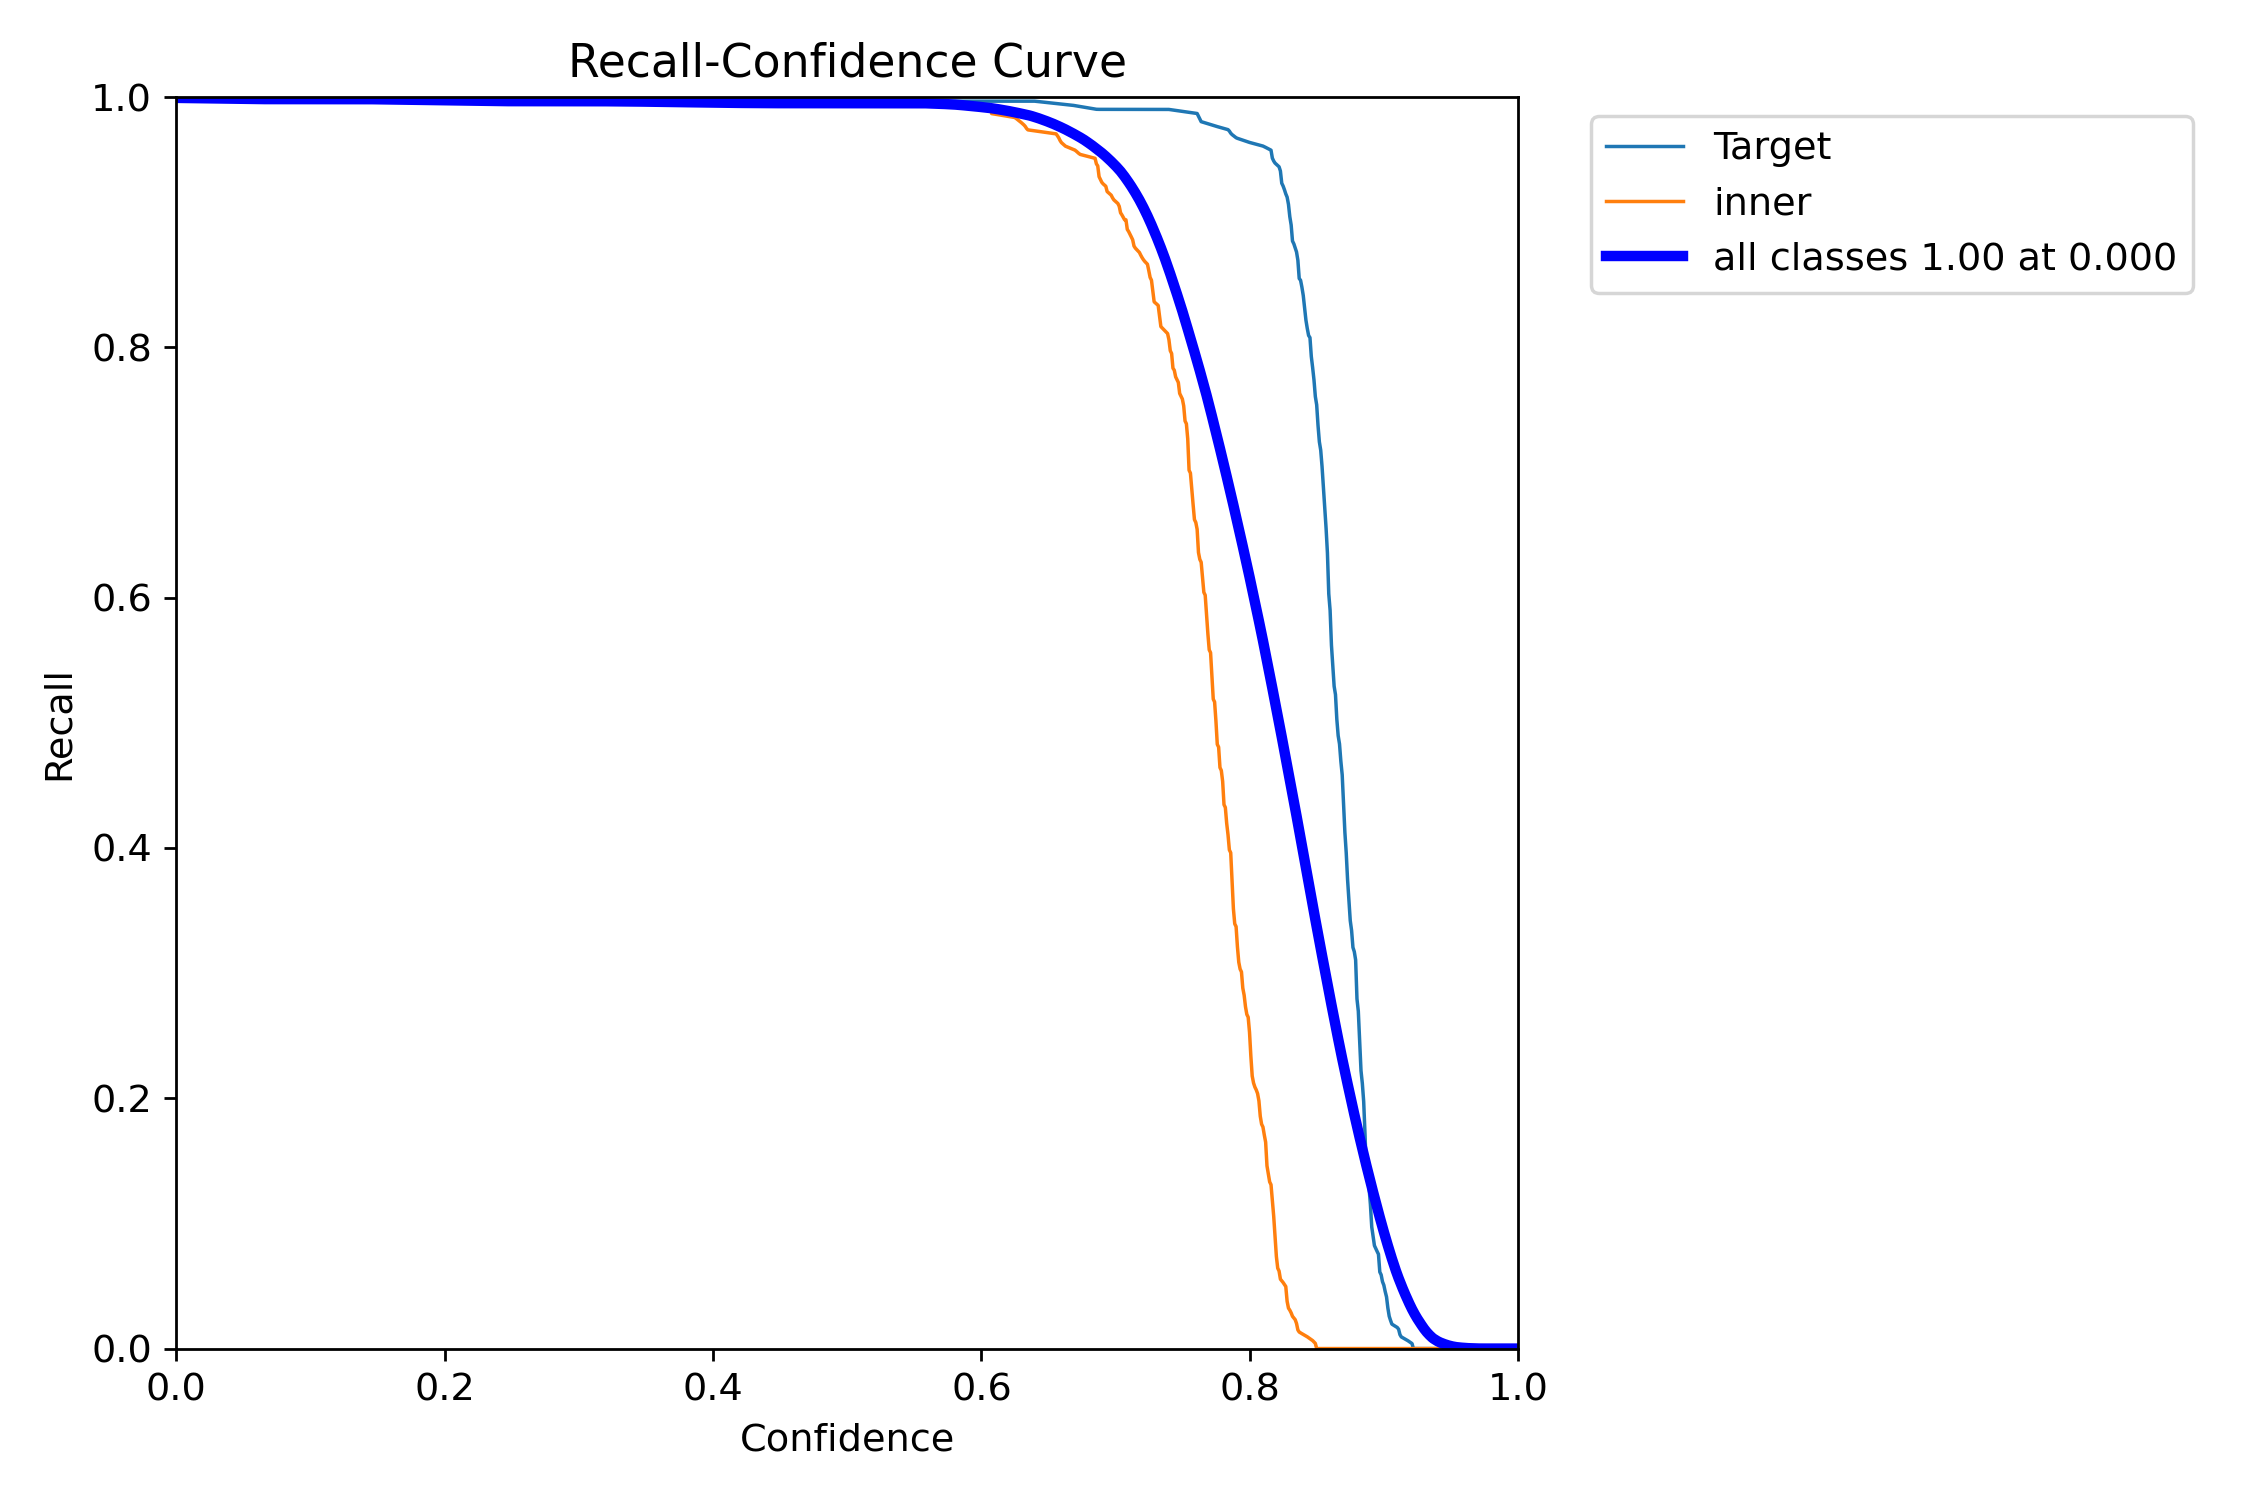 Recall-Confidence Curve
1.0
0.8
0.6
0.4
0.2
0.0
Recall
0.0 0.2 0.4 0.6 0.8 1.0
Confidence
Target
inner
all classes 1.00 at 0.000